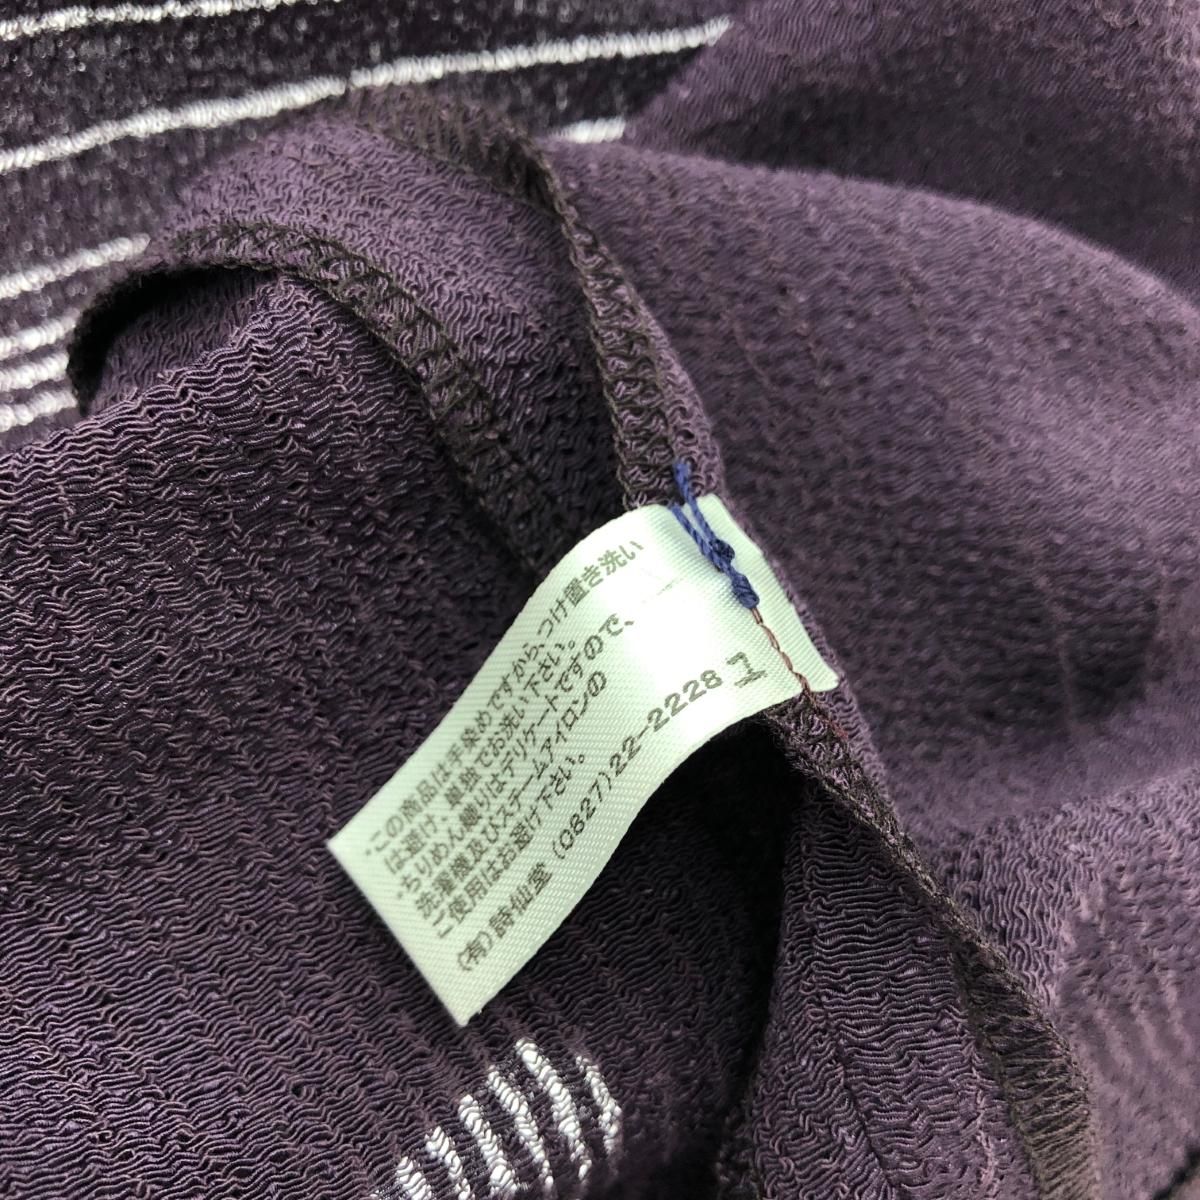 ・この商品は手染めですから、つけ置き洗い
は避け、単独でお洗い下さい。
・ちりめん織りはデリケートですので、
洗濯機及びスチームアイロンの
ご使用はお避け下さい。
(有)詩仙堂 (0827)22-2228